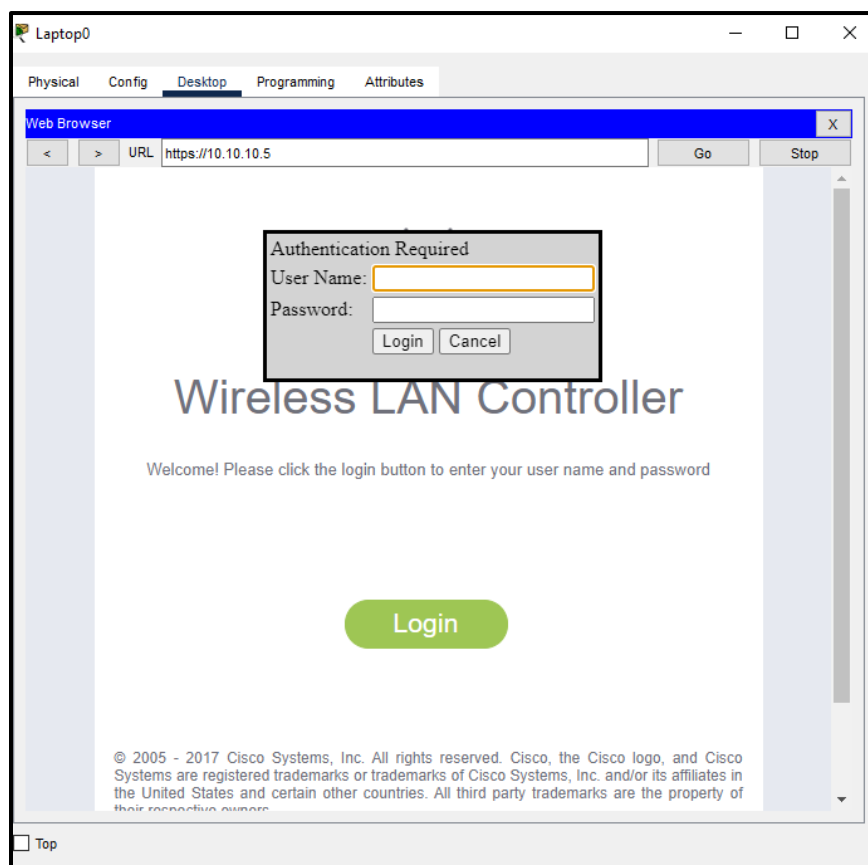 Laptop0
Physical Config Desktop Programming Attributes
Web Browser X
< > URL https://10.10.10.5 Go Stop
Authentication Required
User Name:
Password:
Login Cancel
Wireless LAN Controller
Welcome! Please click the login button to enter your user name and password
Login
© 2005 - 2017 Cisco Systems, Inc. All rights reserved. Cisco, the Cisco logo, and Cisco
Systems are registered trademarks or trademarks of Cisco Systems, Inc. and/or its affiliates in
the United States and certain other countries. All third party trademarks are the property of
their respective owners.
Top